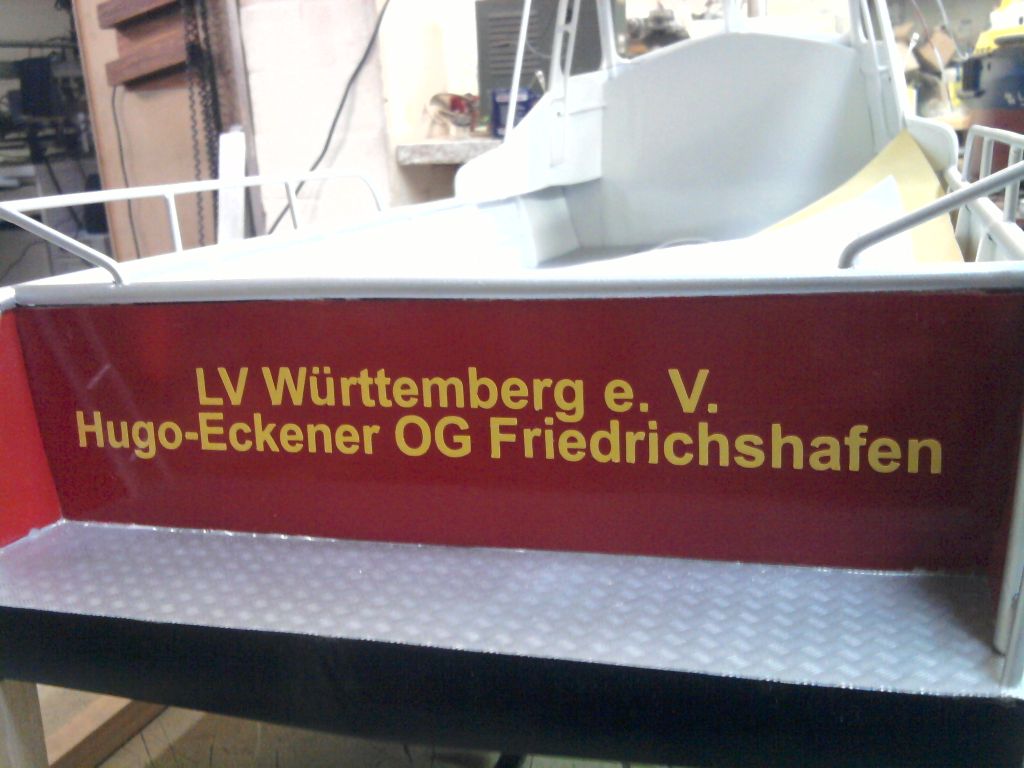 LV Württemberg e. V.
Hugo-Eckener OG Friedrichshafen